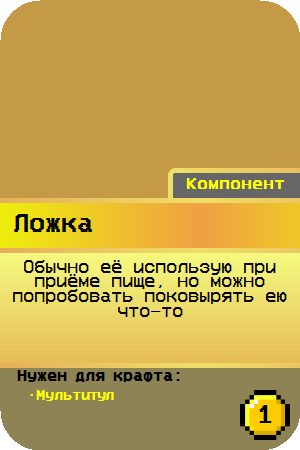 Компонент
Ложка
Обычно её использую при
приёме пище, но можно
попробовать поковырять ею
что-то
Нужен для крафта:
·Мультитул
1